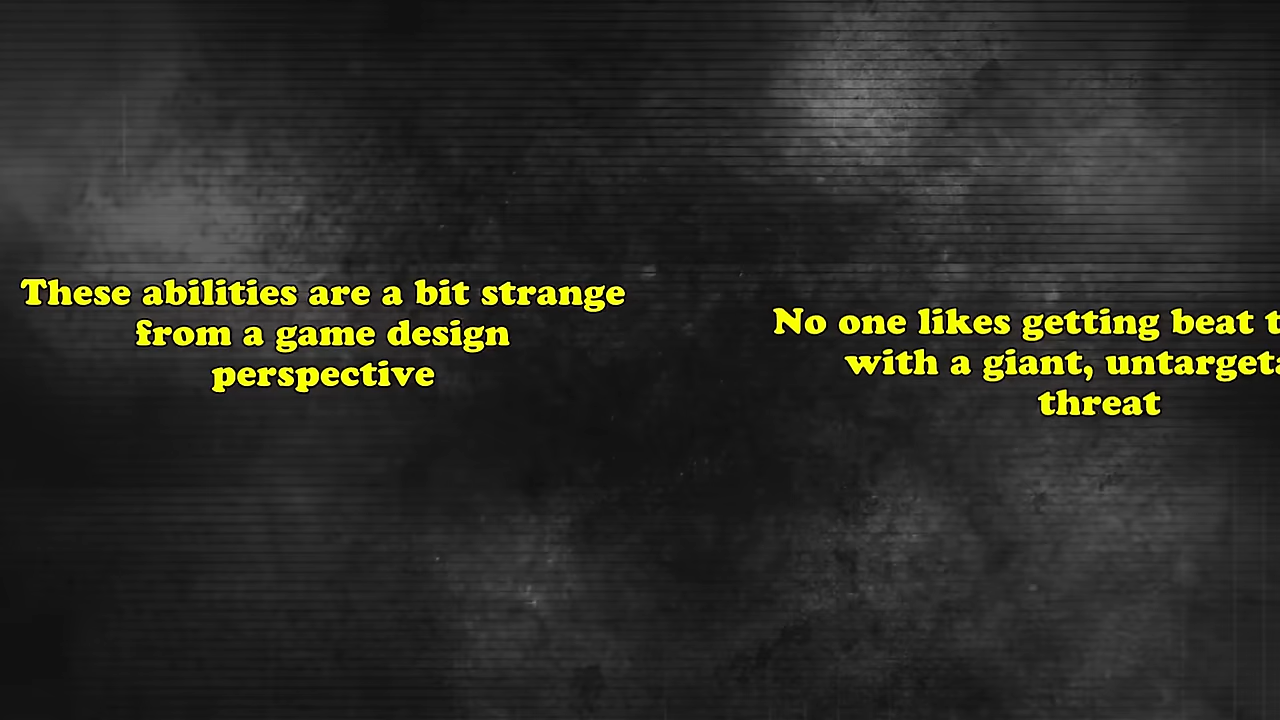 These abilities are a bit strange
from a game design
perspective
No one likes getting beat
with a giant,
threat